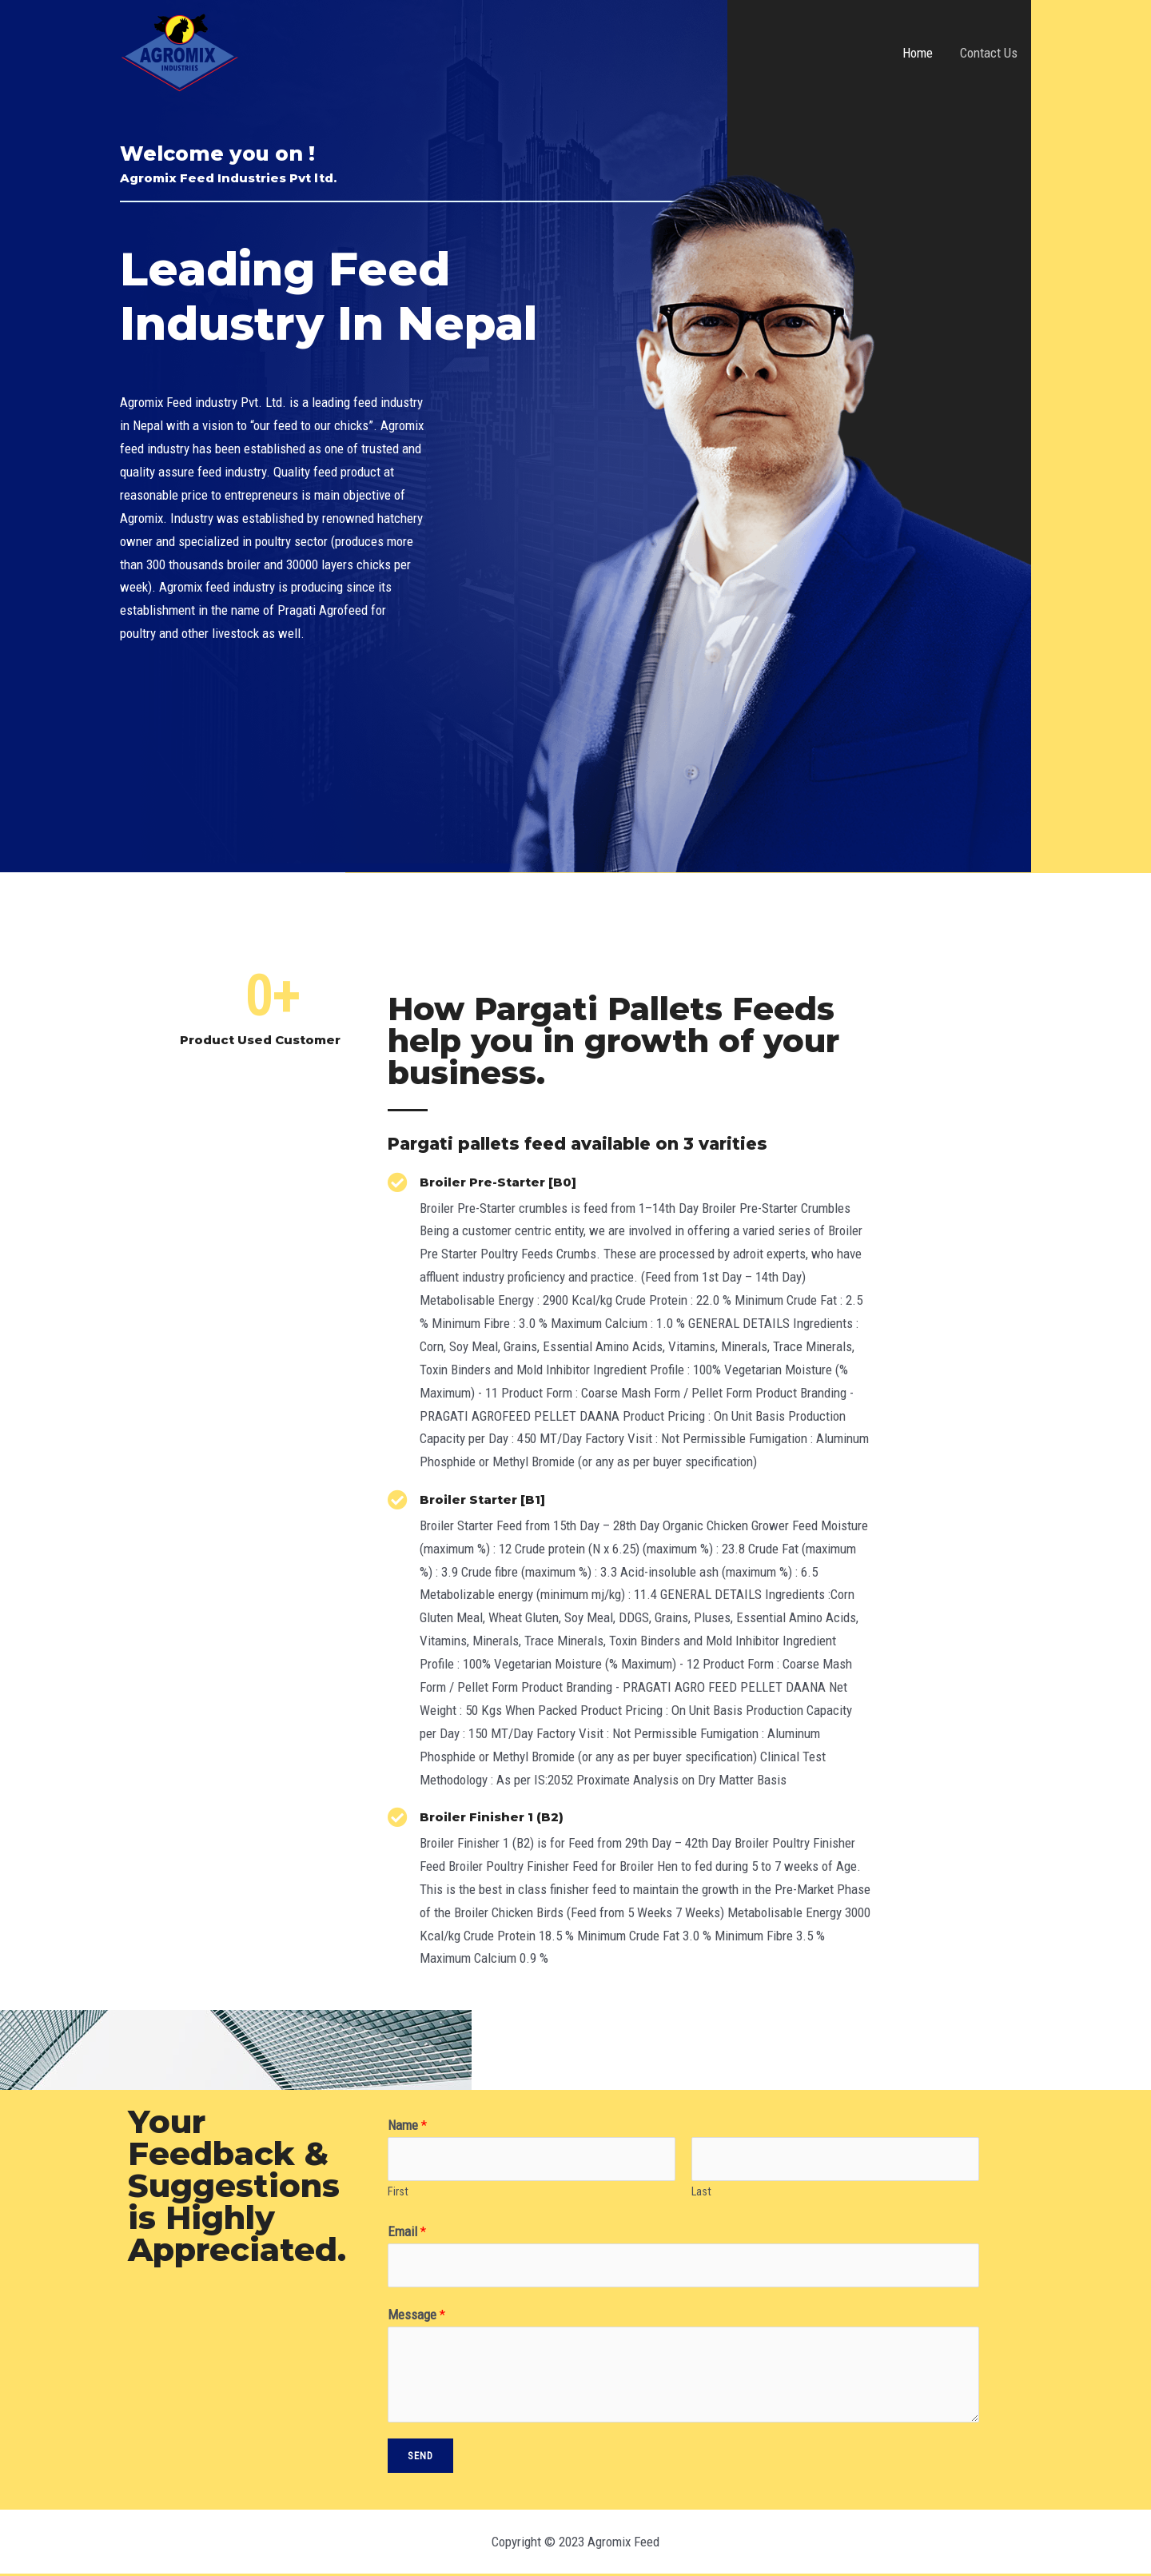 AGROMIX
INDUSTRIES
Home
Contact Us
Welcome you on !
Agromix Feed Industries Pvt ltd.
Leading Feed
Industry In Nepal
Agromix Feed industry Pvt. Ltd. is a leading feed industry
in Nepal with a vision to “our feed to our chicks”. Agromix
feed industry has been established as one of trusted and
quality assure feed industry. Quality feed product at
reasonable price to entrepreneurs is main objective of
Agromix. Industry was established by renowned hatchery
owner and specialized in poultry sector (produces more
than 300 thousands broiler and 30000 layers chicks per
week). Agromix feed industry is producing since its
establishment in the name of Pragati Agrofeed for
poultry and other livestock as well.
0+
Product Used Customer
How Pargati Pallets Feeds
help you in growth of your
business.
Pargati pallets feed available on 3 varities
Broiler Pre-Starter [B0]
Broiler Pre-Starter crumbles is feed from 1–14th Day Broiler Pre-Starter Crumbles
Being a customer centric entity, we are involved in offering a varied series of Broiler
Pre Starter Poultry Feeds Crumbs. These are processed by adroit experts, who have
affluent industry proficiency and practice. (Feed from 1st Day – 14th Day)
Metabolisable Energy : 2900 Kcal/kg Crude Protein : 22.0 % Minimum Crude Fat : 2.5
% Minimum Fibre : 3.0 % Maximum Calcium : 1.0 % GENERAL DETAILS Ingredients :
Corn, Soy Meal, Grains, Essential Amino Acids, Vitamins, Minerals, Trace Minerals,
Toxin Binders and Mold Inhibitor Ingredient Profile : 100% Vegetarian Moisture (%
Maximum) - 11 Product Form : Coarse Mash Form / Pellet Form Product Branding -
PRAGATI AGROFEED PELLET DAANA Product Pricing : On Unit Basis Production
Capacity per Day : 450 MT/Day Factory Visit : Not Permissible Fumigation : Aluminum
Phosphide or Methyl Bromide (or any as per buyer specification)
Broiler Starter [B1]
Broiler Starter Feed from 15th Day – 28th Day Organic Chicken Grower Feed Moisture
(maximum %) : 12 Crude protein (N x 6.25) (maximum %) : 23.8 Crude Fat (maximum
%) : 3.9 Crude fibre (maximum %) : 3.3 Acid-insoluble ash (maximum %) : 6.5
Metabolizable energy (minimum mj/kg) : 11.4 GENERAL DETAILS Ingredients :Corn
Gluten Meal, Wheat Gluten, Soy Meal, DDGS, Grains, Pluses, Essential Amino Acids,
Vitamins, Minerals, Trace Minerals, Toxin Binders and Mold Inhibitor Ingredient
Profile : 100% Vegetarian Moisture (% Maximum) - 12 Product Form : Coarse Mash
Form / Pellet Form Product Branding - PRAGATI AGRO FEED PELLET DAANA Net
Weight : 50 Kgs When Packed Product Pricing : On Unit Basis Production Capacity
per Day : 150 MT/Day Factory Visit : Not Permissible Fumigation : Aluminum
Phosphide or Methyl Bromide (or any as per buyer specification) Clinical Test
Methodology : As per IS:2052 Proximate Analysis on Dry Matter Basis
Broiler Finisher 1 (B2)
Broiler Finisher 1 (B2) is for Feed from 29th Day – 42th Day Broiler Poultry Finisher
Feed Broiler Poultry Finisher Feed for Broiler Hen to fed during 5 to 7 weeks of Age.
This is the best in class finisher feed to maintain the growth in the Pre-Market Phase
of the Broiler Chicken Birds (Feed from 5 Weeks 7 Weeks) Metabolisable Energy 3000
Kcal/kg Crude Protein 18.5 % Minimum Crude Fat 3.0 % Minimum Fibre 3.5 %
Maximum Calcium 0.9 %
Your
Feedback &
Suggestions
is Highly
Appreciated.
Name *
First
Last
Email *
Message *
SEND
Copyright © 2023 Agromix Feed